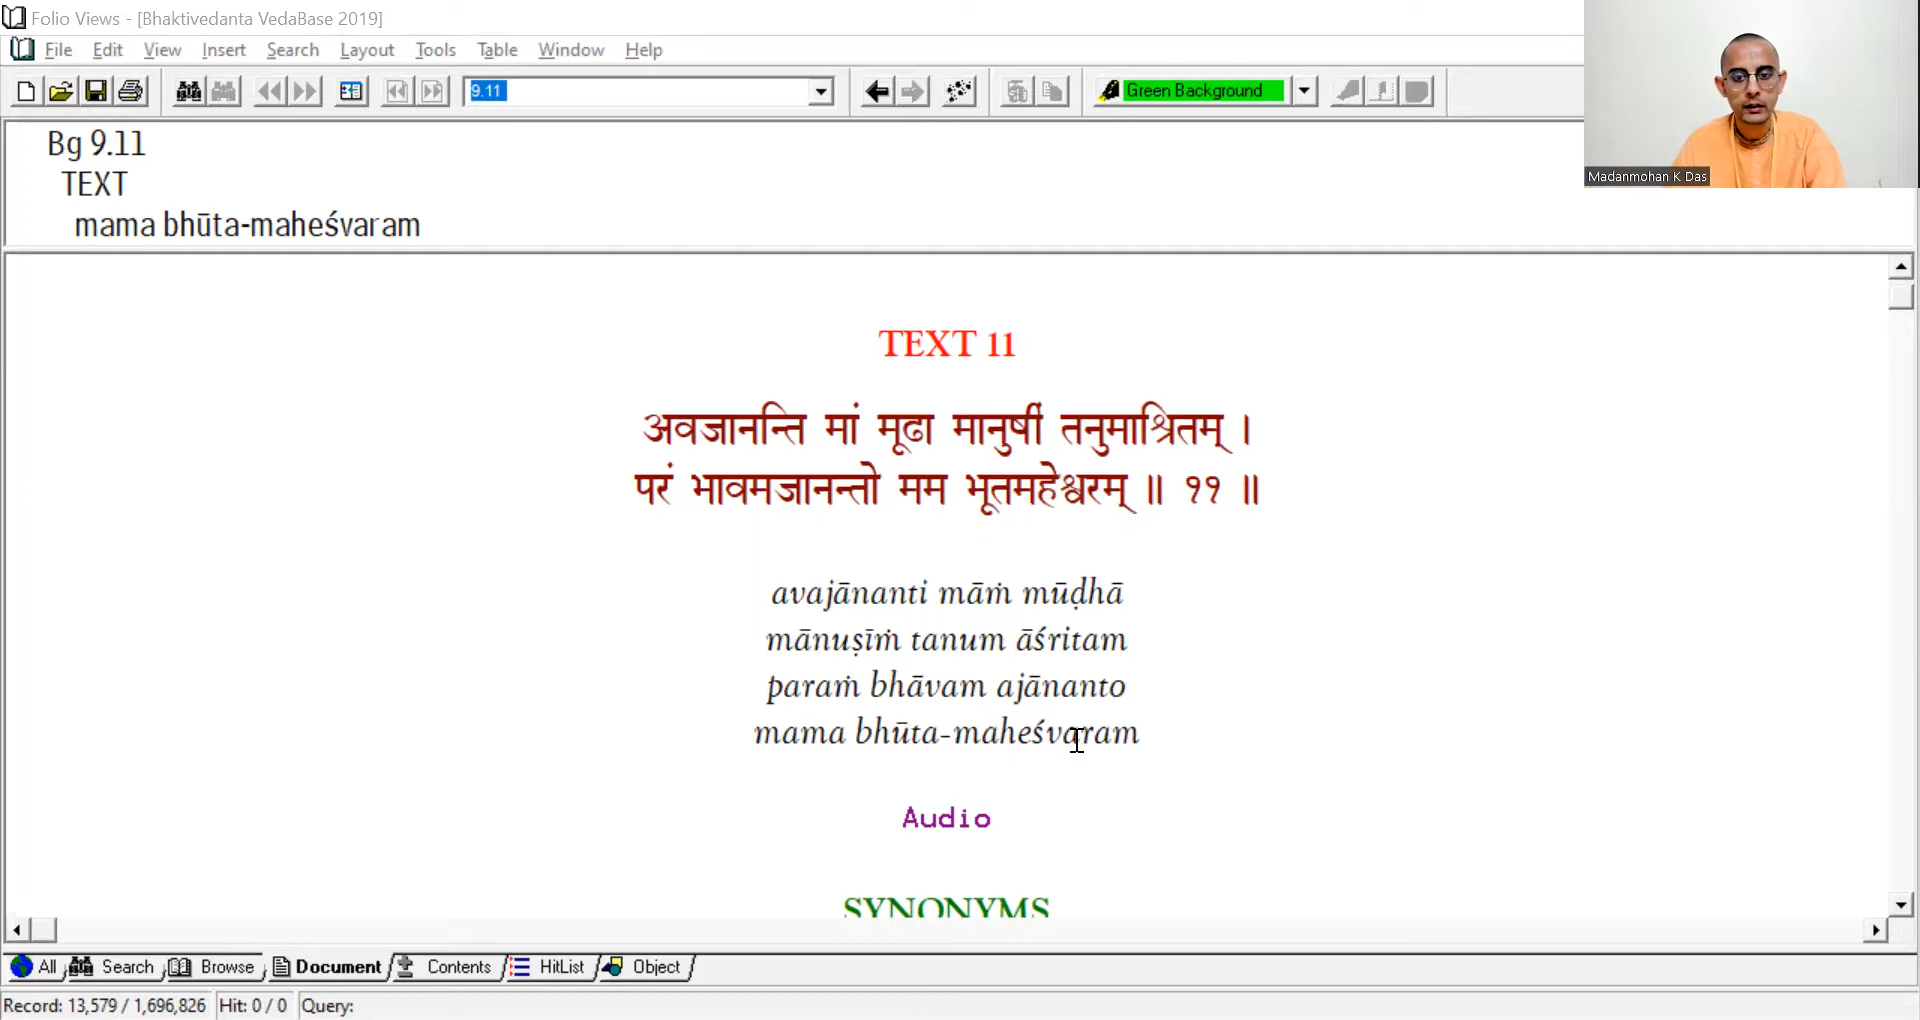 Folio Views - [Bhaktivedanta VedaBase 2019]
File Edit View Insert Search Layout Tools Table Window Help
9.11 Green Background
Madanmohan K Das
Bg 9.11
TEXT
mama bhūta-maheśvaram
TEXT 11
अवजानन्ति मां मूढा मानुषीं तनुमाश्रितम् ।
परं भावमजानन्तो मम भूतमहेश्वरम् ॥ ११ ॥
avajānanti māṁ mūḍhā
mānuṣīṁ tanum āśritam
paraṁ bhāvam ajānanto
mama bhūta-maheśvaram
Audio
SYNONYMS
All Search Browse Document Contents HitList Object
Record: 13,579 / 1,696,826 Hit: 0 / 0 Query: